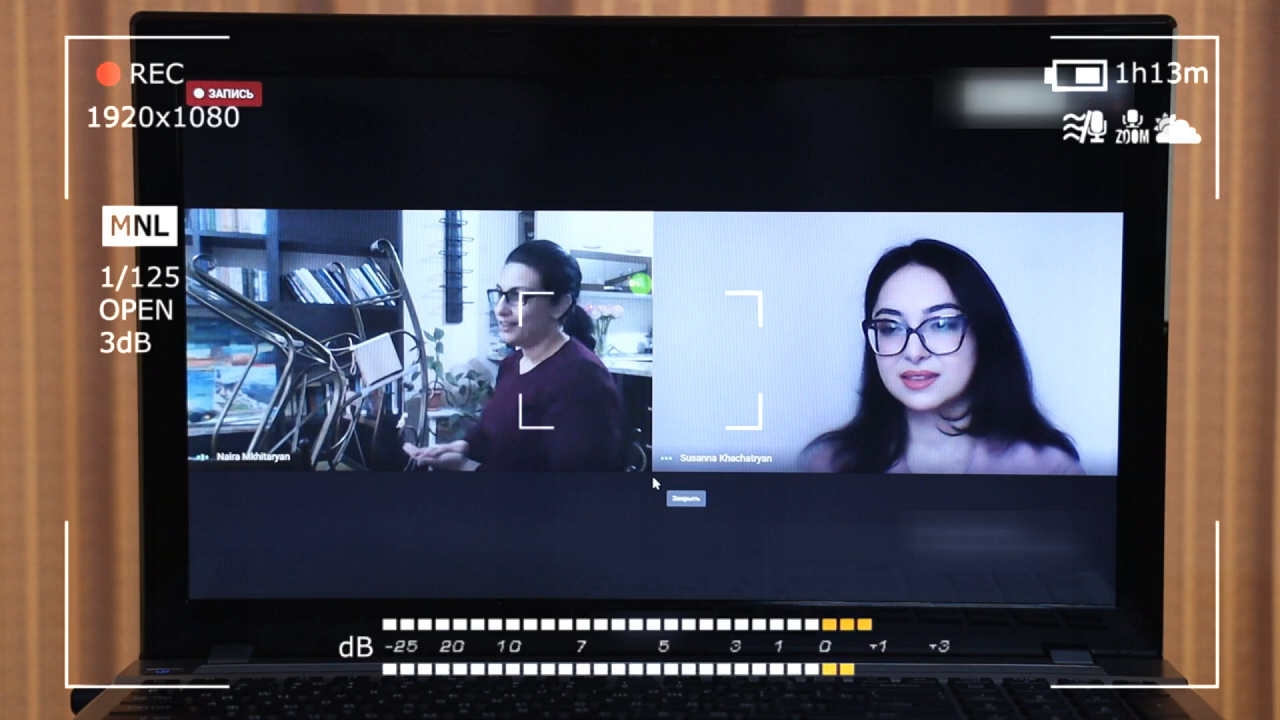 REC
ЗАПИСЬ
1920x1080
1h13m
ZOOM
MNL
1/125
OPEN
3dB
Naira Mkhitaryan
Susanna Khachatryan
Закрыть
dB -25 20 10 7 5 3 1 0 +1 +3